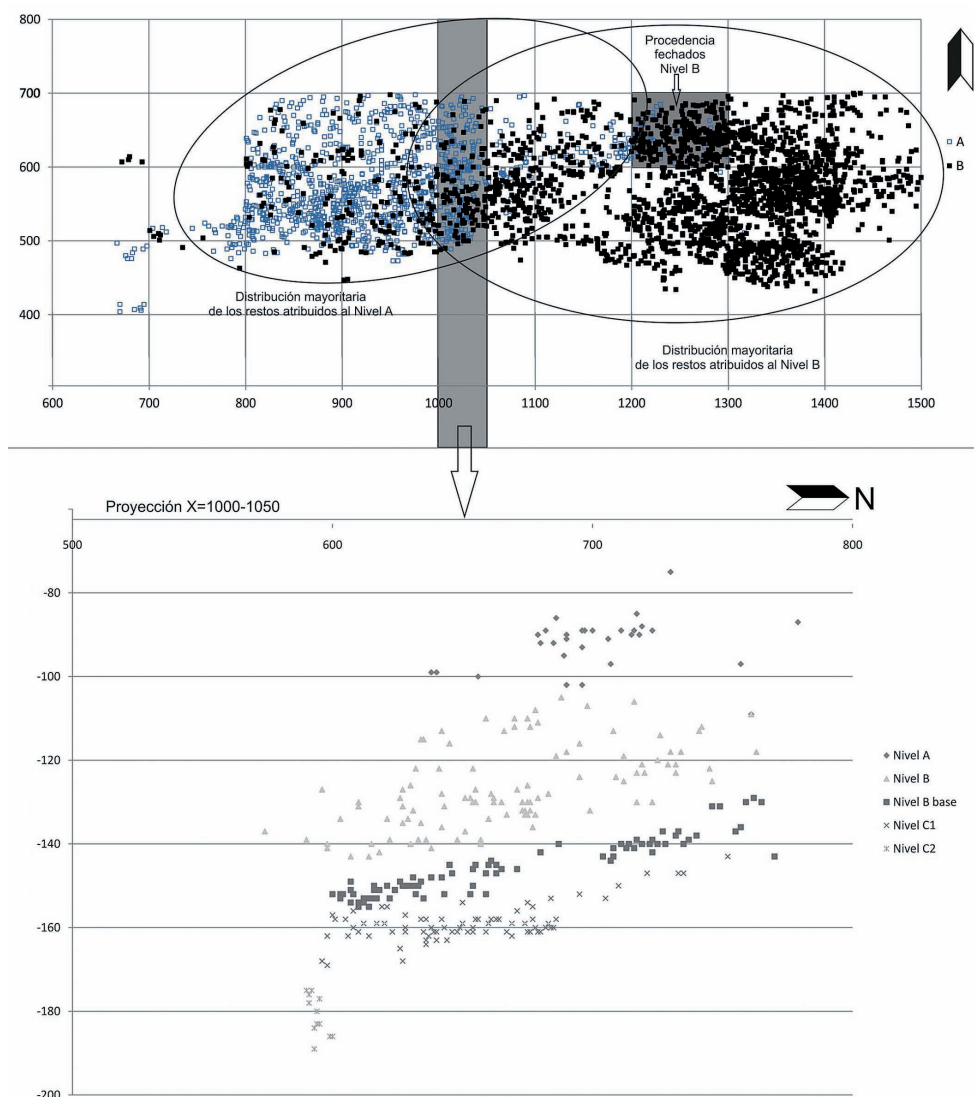 800
700
600
500
400
Procedencia
fechados
Nivel B
A
B
Distribución mayoritaria
de los restos atribuidos al Nivel A
Distribución mayoritaria
de los restos atribuidos al Nivel B
600 700 800 900 1000 1100 1200 1300 1400 1500
Proyección X=1000-1050
N
500 600 700 800
-80
-100
-120
-140
-160
-180
-200
Nivel A
Nivel B
Nivel B base
Nivel C1
Nivel C2